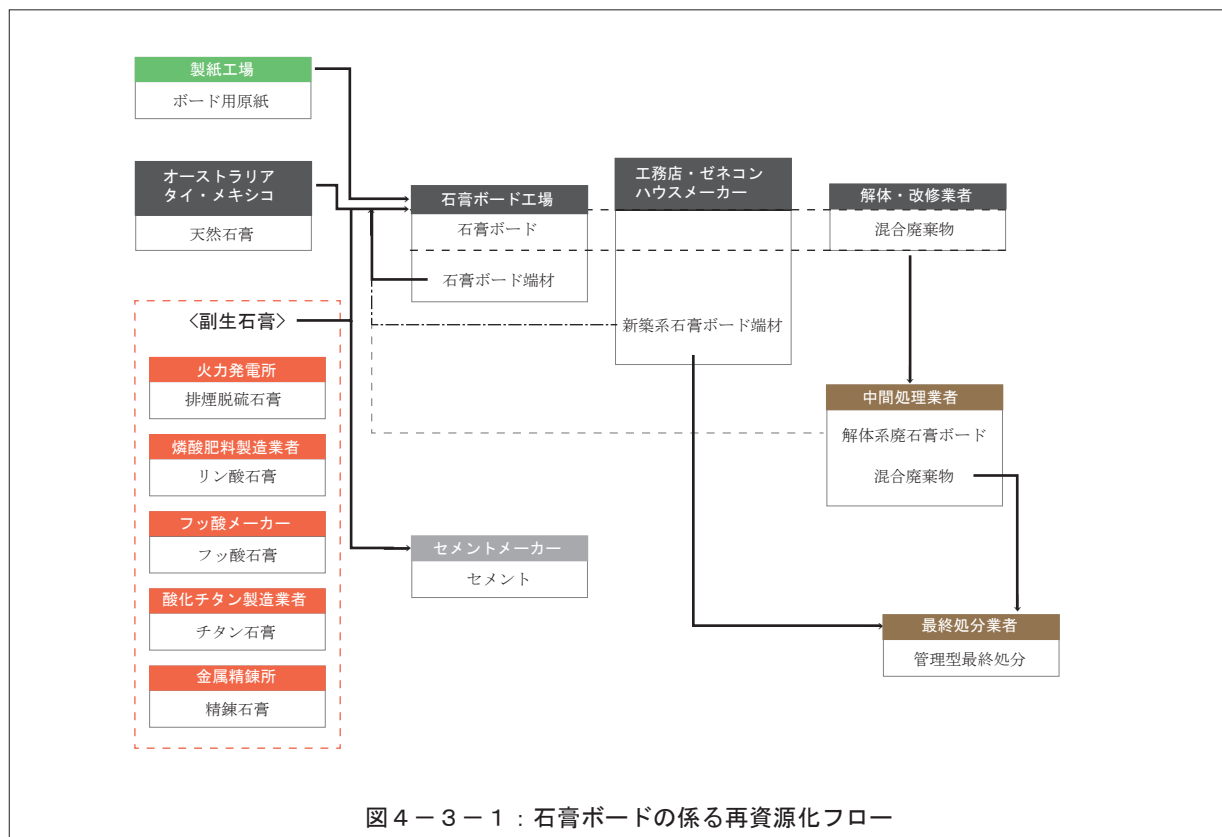 製紙工場
ボード用原紙
オーストラリア
タイ・メキシコ
天然石膏
〈副生石膏〉
火力発電所
排煙脱硫石膏
燐酸肥料製造業者
リン酸石膏
フッ酸メーカー
フッ酸石膏
酸化チタン製造業者
チタン石膏
金属精錬所
精錬石膏
石膏ボード工場
石膏ボード
石膏ボード端材
セメントメーカー
セメント
工務店・ゼネコン
ハウスメーカー
新築系石膏ボード端材
解体・改修業者
混合廃棄物
中間処理業者
解体系廃石膏ボード
混合廃棄物
最終処分業者
管理型最終処分
図4－3－1：石膏ボードの係る再資源化フロー